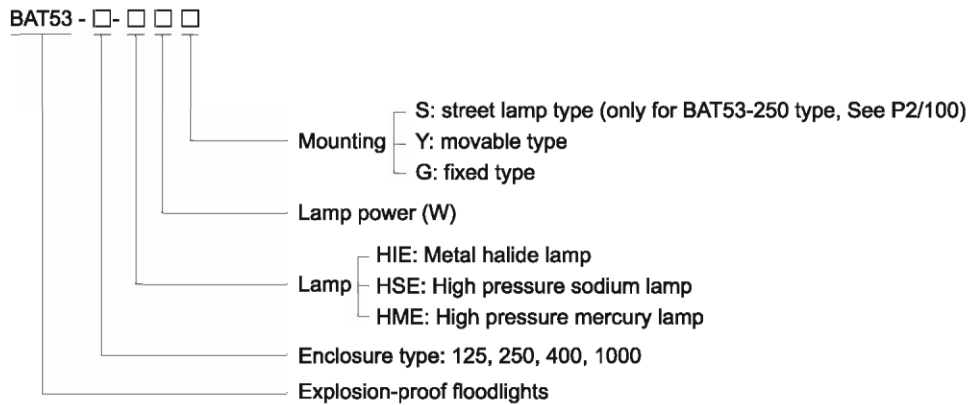 BAT53 - □- □ □ □
S: street lamp type (only for BAT53-250 type, See P2/100)
Mounting
Y: movable type
G: fixed type
Lamp power (W)
HIE: Metal halide lamp
Lamp
HSE: High pressure sodium lamp
HME: High pressure mercury lamp
Enclosure type: 125, 250, 400, 1000
Explosion-proof floodlights